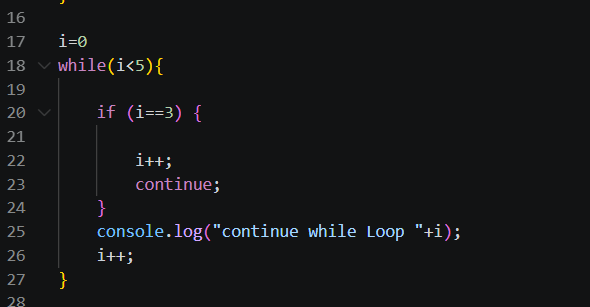 16
17 i=0
18 while(i<5){
19
20 if (i==3) {
21
22 i++;
23 continue;
24 }
25 console.log("continue while Loop "+i);
26 i++;
27 }
28